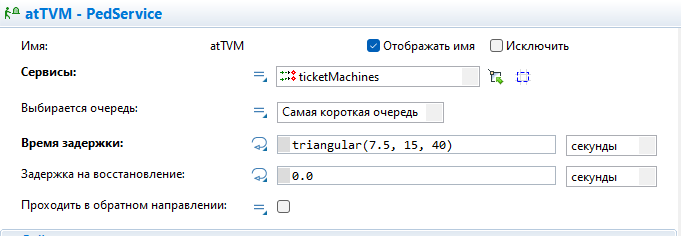 atTVM - PedService
Имя: atTVM Отображать имя Исключить
Сервисы: ticketMachines
Выбирается очередь: Самая короткая очередь
Время задержки: triangular(7.5, 15, 40) секунды
Задержка на восстановление: 0.0 секунды
Проходить в обратном направлении: